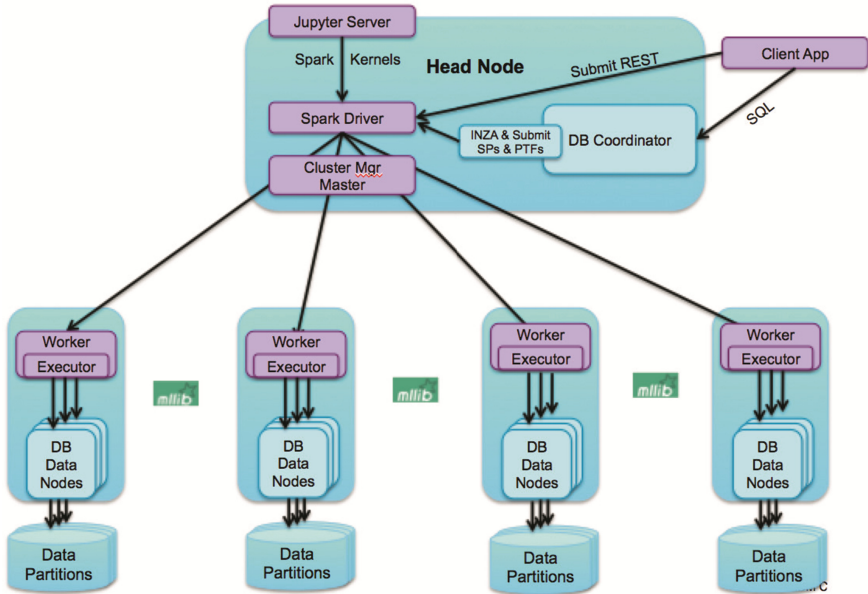 Jupyter Server
Spark Kernels
Head Node
Submit REST
Client App
Spark Driver
INZA & Submit
SPs & PTFs
DB Coordinator
SQL
Cluster Mgr
Master
Worker
Executor
DB
Data
Nodes
Data
Partitions
mllib
Worker
Executor
DB
Data
Nodes
Data
Partitions
mllib
Worker
Executor
DB
Data
Nodes
Data
Partitions
mllib
Worker
Executor
DB
Data
Nodes
Data
Partitions